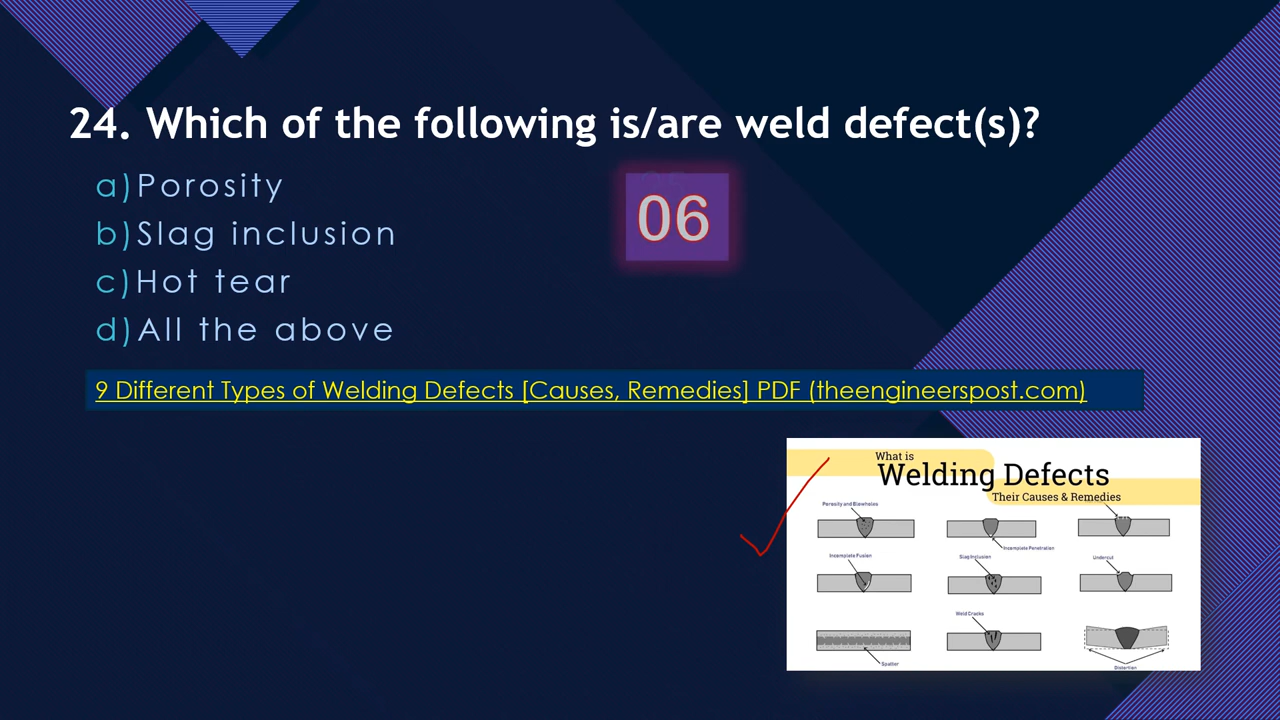 24. Which of the following is/are weld defect(s)?
a) Porosity
b) Slag inclusion
c) Hot tear
d) All the above
06
9 Different Types of Welding Defects [Causes, Remedies] PDF (theengineerspost.com)
What is
Welding Defects
Their Causes & Remedies
Porosity and Blowholes
Incomplete Penetration
Incomplete Fusion
Slag Inclusion
Undercut
Weld Cracks
Spatter
Distortion